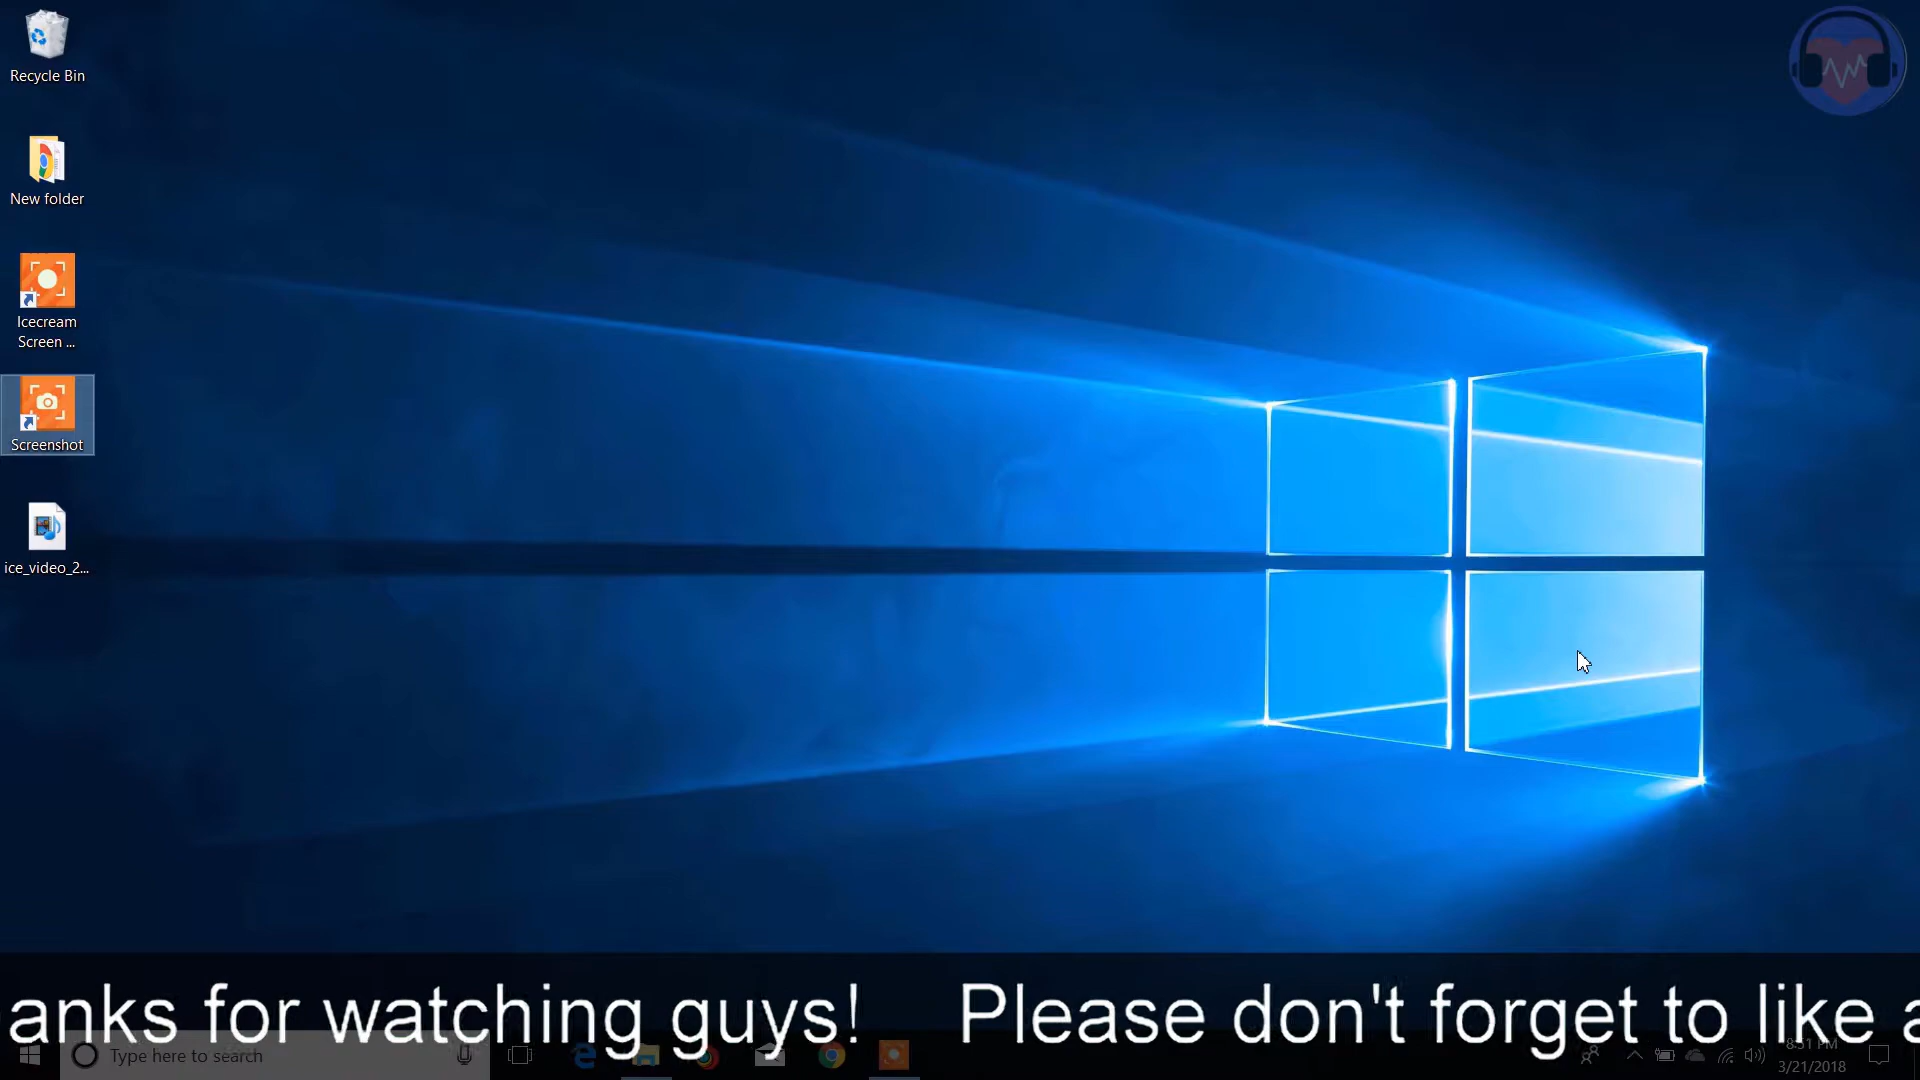 Recycle Bin
New folder
Icecream
Screen ...
Screenshot
ice_video_2...
anks for watching guys! Please don't forget to like a
Type here to search
8:51 PM
3/21/2018